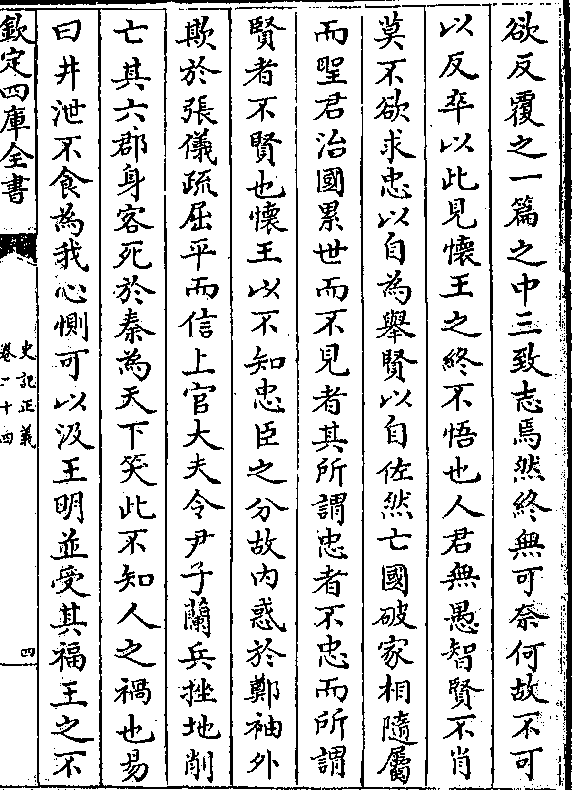 欲反覆之一篇之中三致志焉然終無可奈何故不可
以反卒以此見懷王之終不悟也人君無愚智賢不肖
莫不欲求忠以自為舉賢以自佐然亡國破家相隨屬
而聖君治國累世而不見者其所謂忠者不忠而所謂
賢者不賢也懷王以不知忠臣之分故内惑於鄭袖外
欺於張儀疏屈平而信上官大夫令尹子蘭兵挫地削
亡其六郡身客死於秦為天下笑此不知人之禍也易
曰井泄不食為我心惻可以汲王明並受其福王之不
欽定四庫全書
史記正義
卷八十四
四